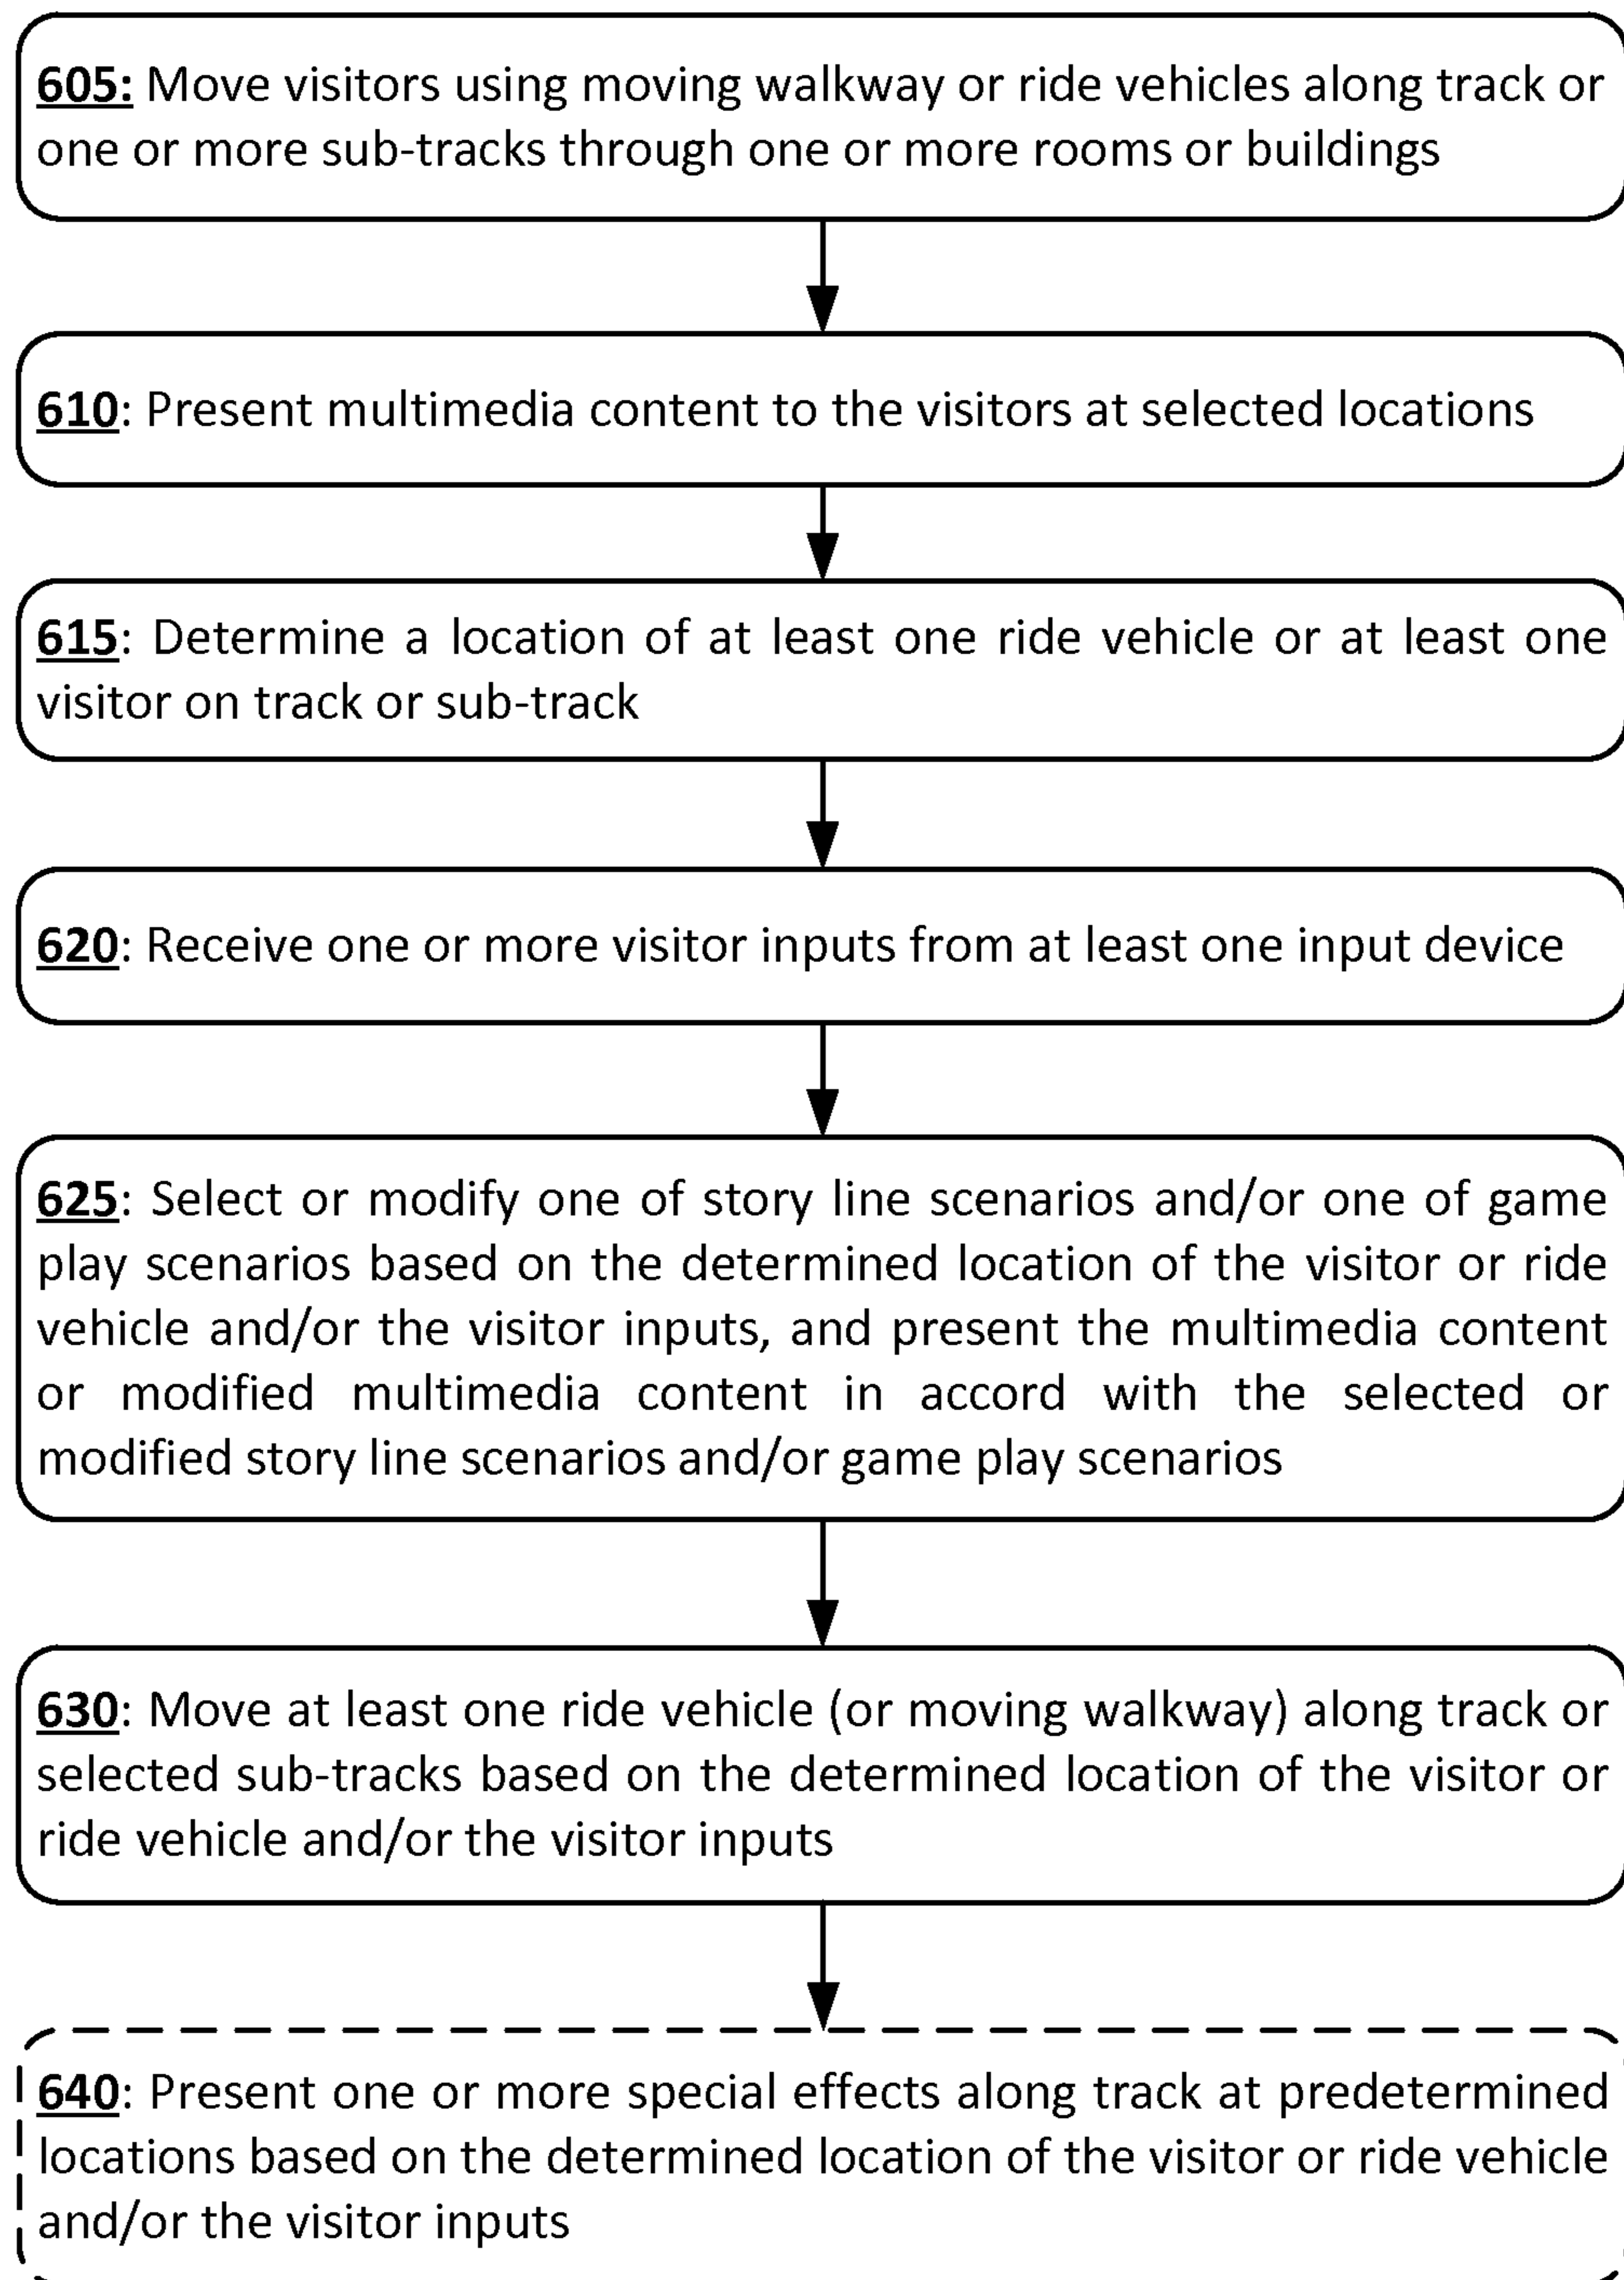 605: Move visitors using moving walkway or ride vehicles along track or
one or more sub-tracks through one or more rooms or buildings
610: Present multimedia content to the visitors at selected locations
615: Determine a location of at least one ride vehicle or at least one
visitor on track or sub-track
620: Receive one or more visitor inputs from at least one input device
625: Select or modify one of story line scenarios and/or one of game
play scenarios based on the determined location of the visitor or ride
vehicle and/or the visitor inputs, and present the multimedia content
or modified multimedia content in accord with the selected or
modified story line scenarios and/or game play scenarios
630: Move at least one ride vehicle (or moving walkway) along track or
selected sub-tracks based on the determined location of the visitor or
ride vehicle and/or the visitor inputs
640: Present one or more special effects along track at predetermined
locations based on the determined location of the visitor or ride vehicle
and/or the visitor inputs